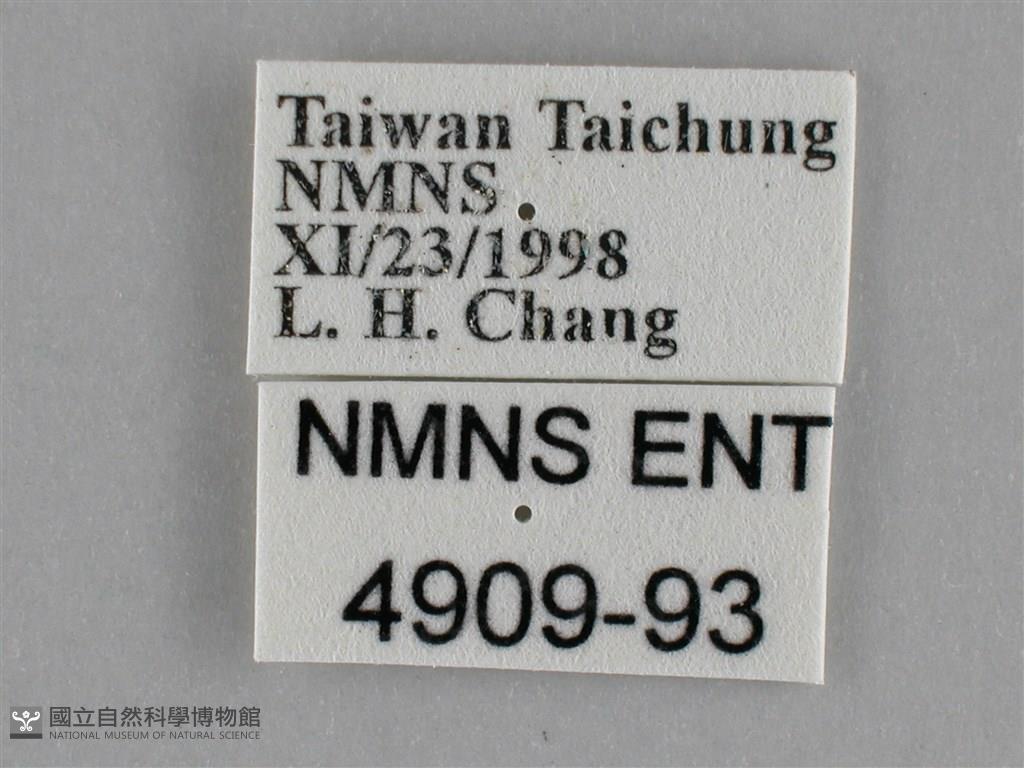 Taiwan Taichung
NMNS
XI/23/1998
L. H. Chang
NMNS ENT
4909-93
國立自然科學博物館
NATIONAL MUSEUM OF NATURAL SCIENCE